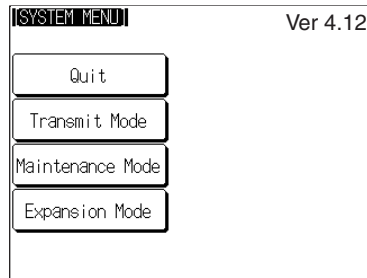 SYSTEM MENU
Ver 4.12
Quit
Transmit Mode
Maintenance Mode
Expansion Mode